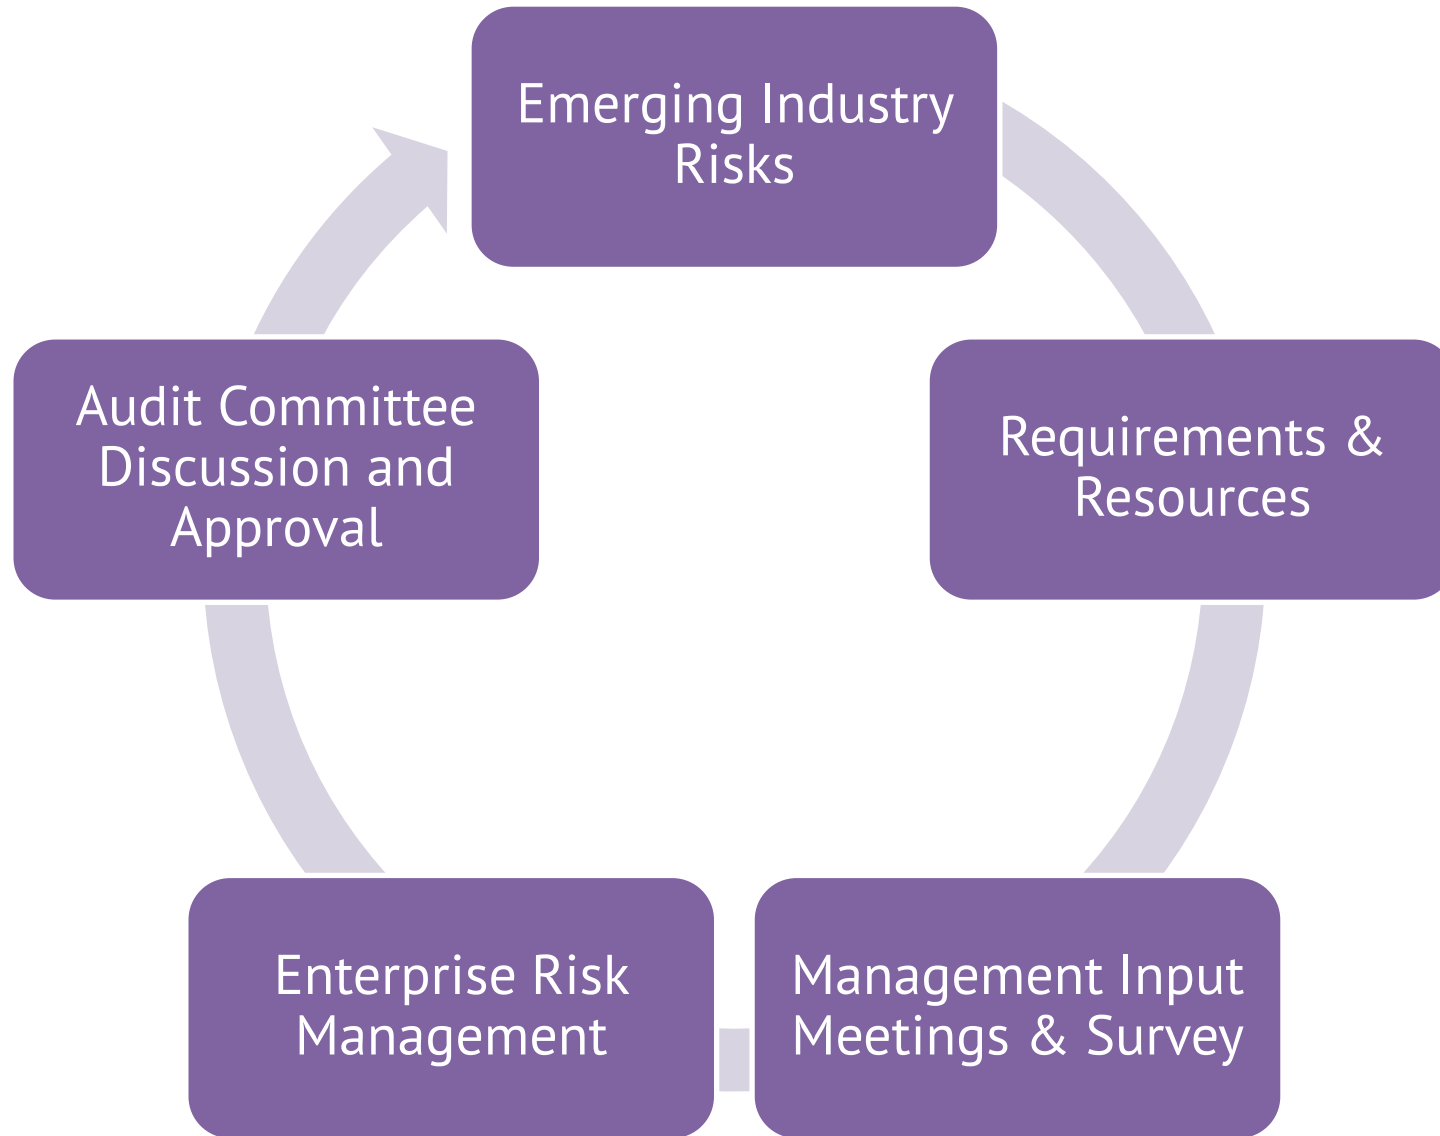 Emerging Industry
Risks
Requirements &
Resources
Management Input
Meetings & Survey
Enterprise Risk
Management
Audit Committee
Discussion and
Approval